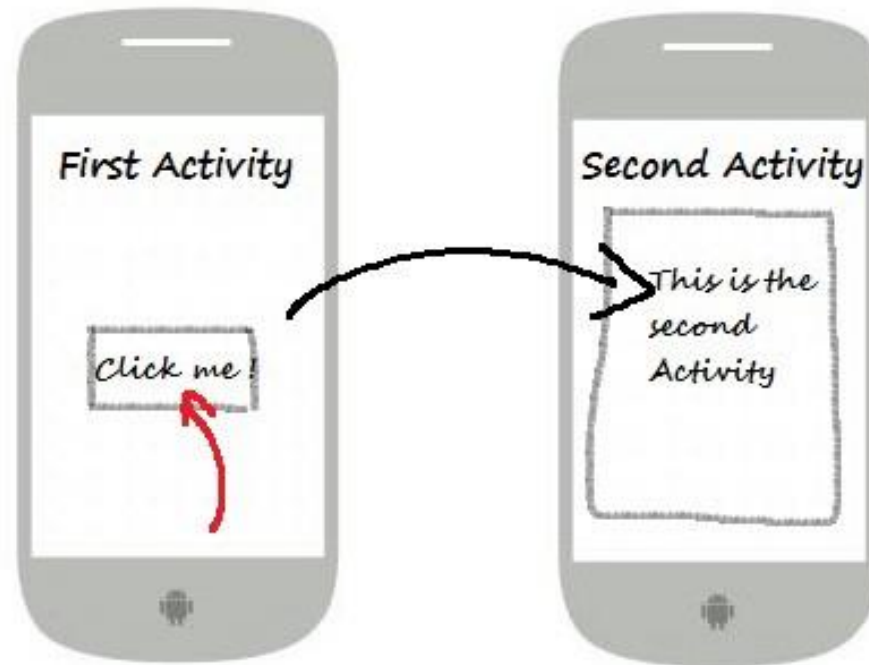 First Activity
Click me !
Second Activity
This is the
second
Activity